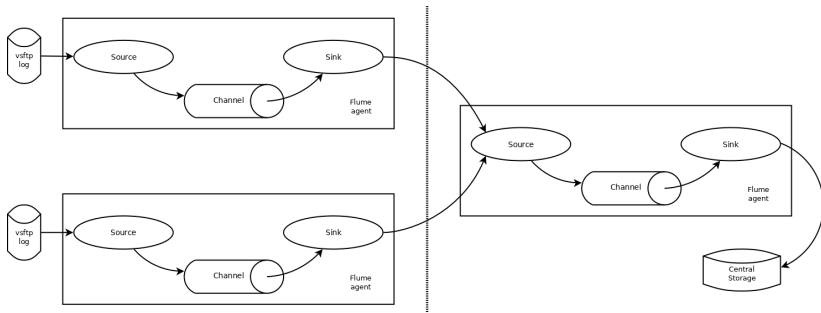 vsftp
log
Source
Sink
Channel
Flume
agent
vsftp
log
Source
Sink
Channel
Flume
agent
Source
Sink
Channel
Flume
agent
Central
Storage